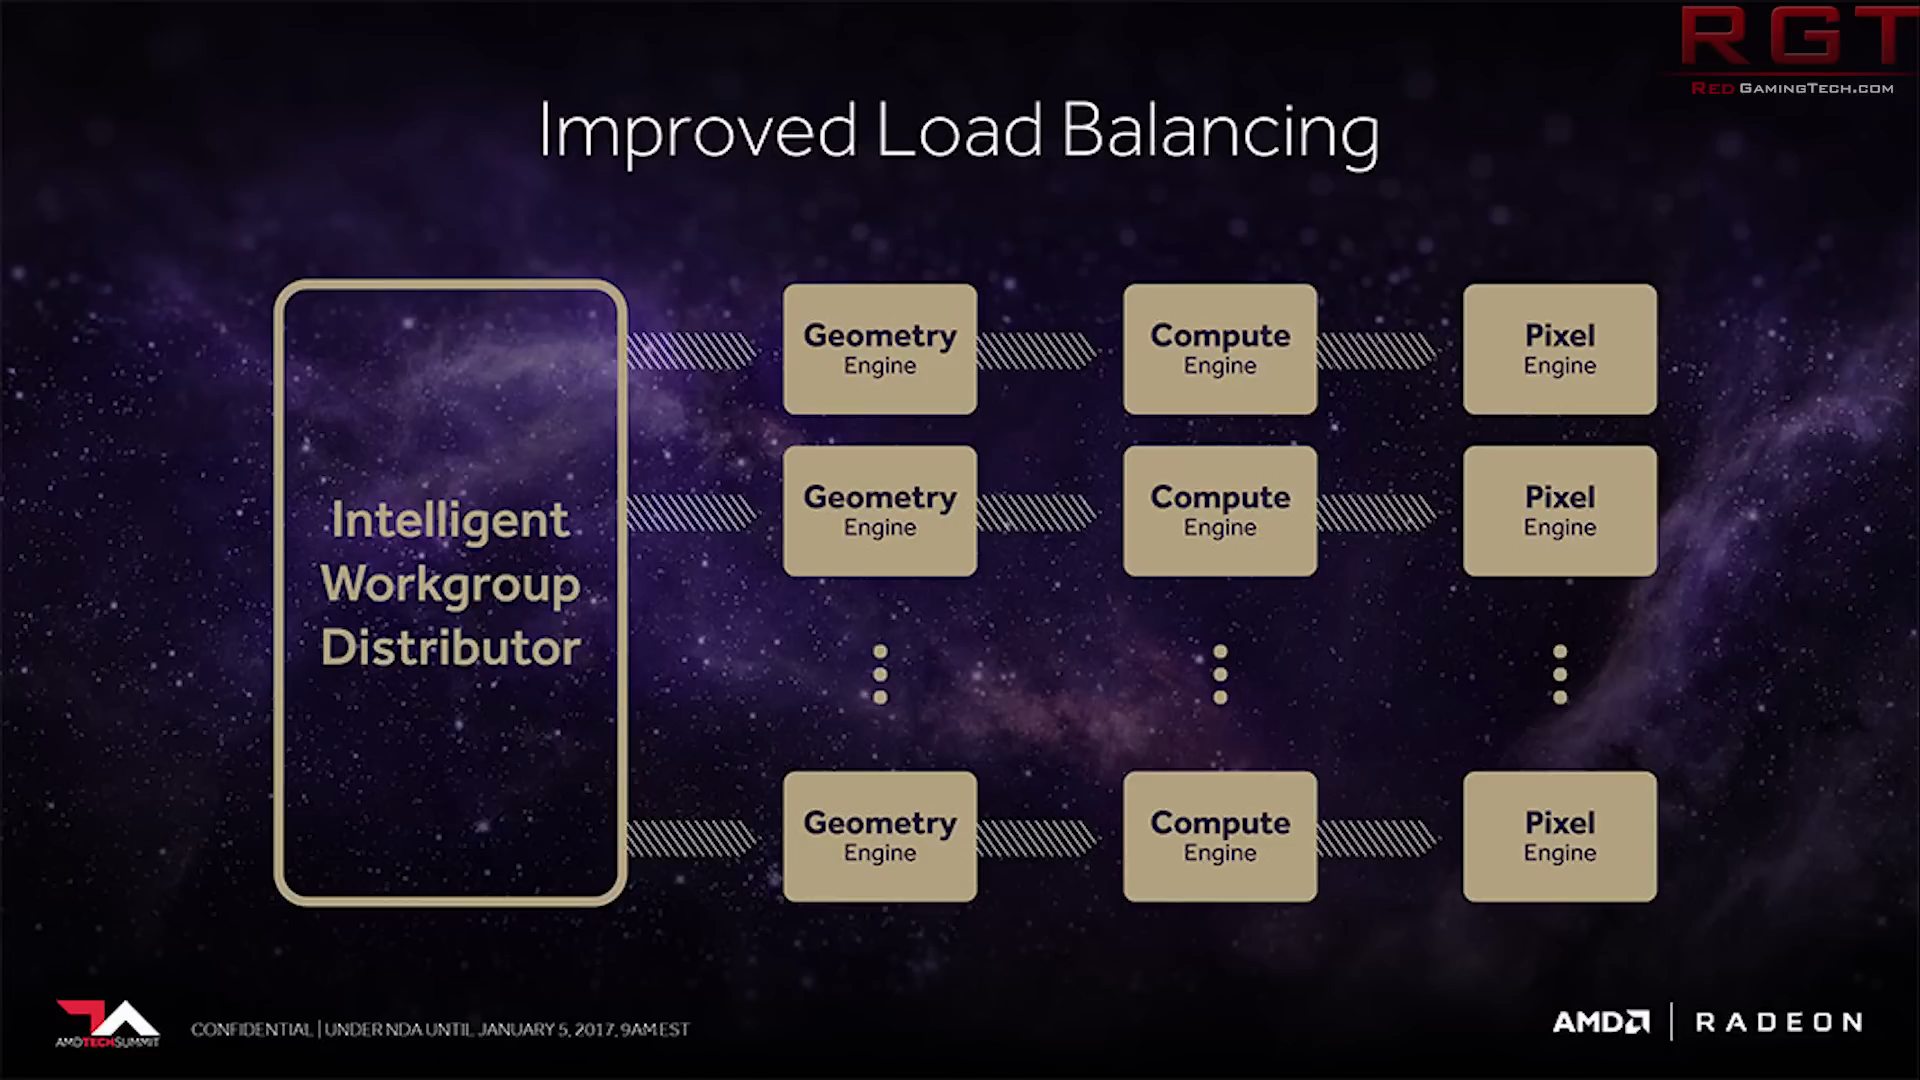 RGT
RED GAMINGTECH.COM
Improved Load Balancing
Intelligent
Workgroup
Distributor
Geometry
Engine
Compute
Engine
Pixel
Engine
Geometry
Engine
Compute
Engine
Pixel
Engine
Geometry
Engine
Compute
Engine
Pixel
Engine
AMDTECHSUMMIT
CONFIDENTIAL | UNDER NDA UNTIL JANUARY 5, 2017, 9AM EST
AMD | RADEON